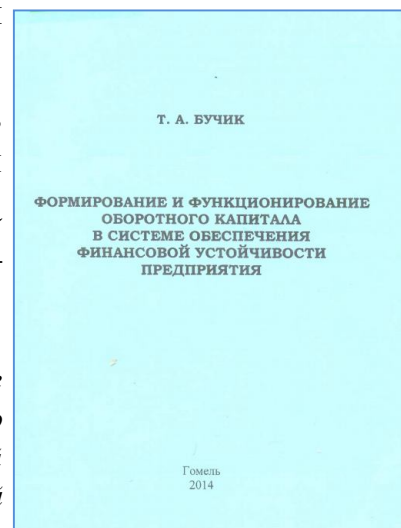 Т. А. БУЧИК
ФОРМИРОВАНИЕ И ФУНКЦИОНИРОВАНИЕ
ОБОРОТНОГО КАПИТАЛА
В СИСТЕМЕ ОБЕСПЕЧЕНИЯ
ФИНАНСОВОЙ УСТОЙЧИВОСТИ
ПРЕДПРИЯТИЯ
Гомель
2014